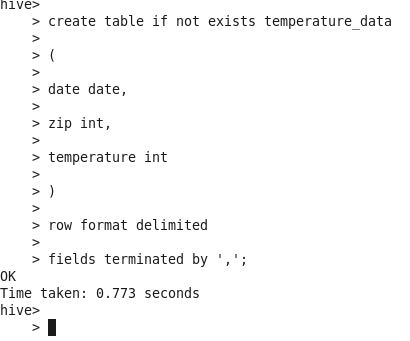 hive>
    > create table if not exists temperature_data
    >
    > (
    >
    > date date,
    >
    > zip int,
    >
    > temperature int
    >
    > )
    >
    > row format delimited
    >
    > fields terminated by ',';
OK
Time taken: 0.773 seconds
hive>
    >